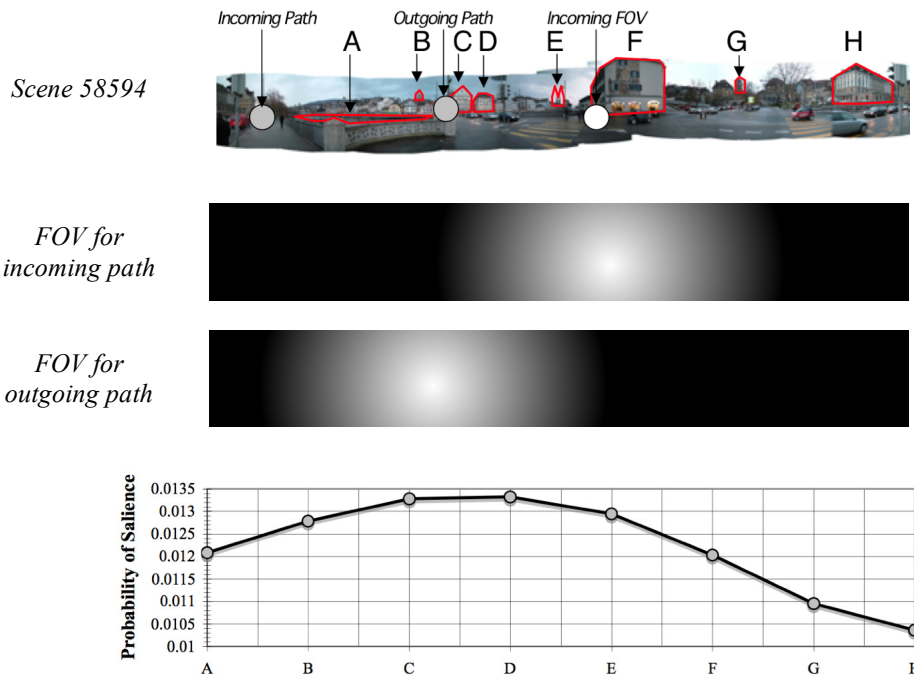 Incoming Path Outgoing Path Incoming FOV
A B C D E F G H
Scene 58594
FOV for
incoming path
FOV for
outgoing path
Probability of Salience
0.0135
0.013
0.0125
0.012
0.0115
0.011
0.0105
0.01
A B C D E F G